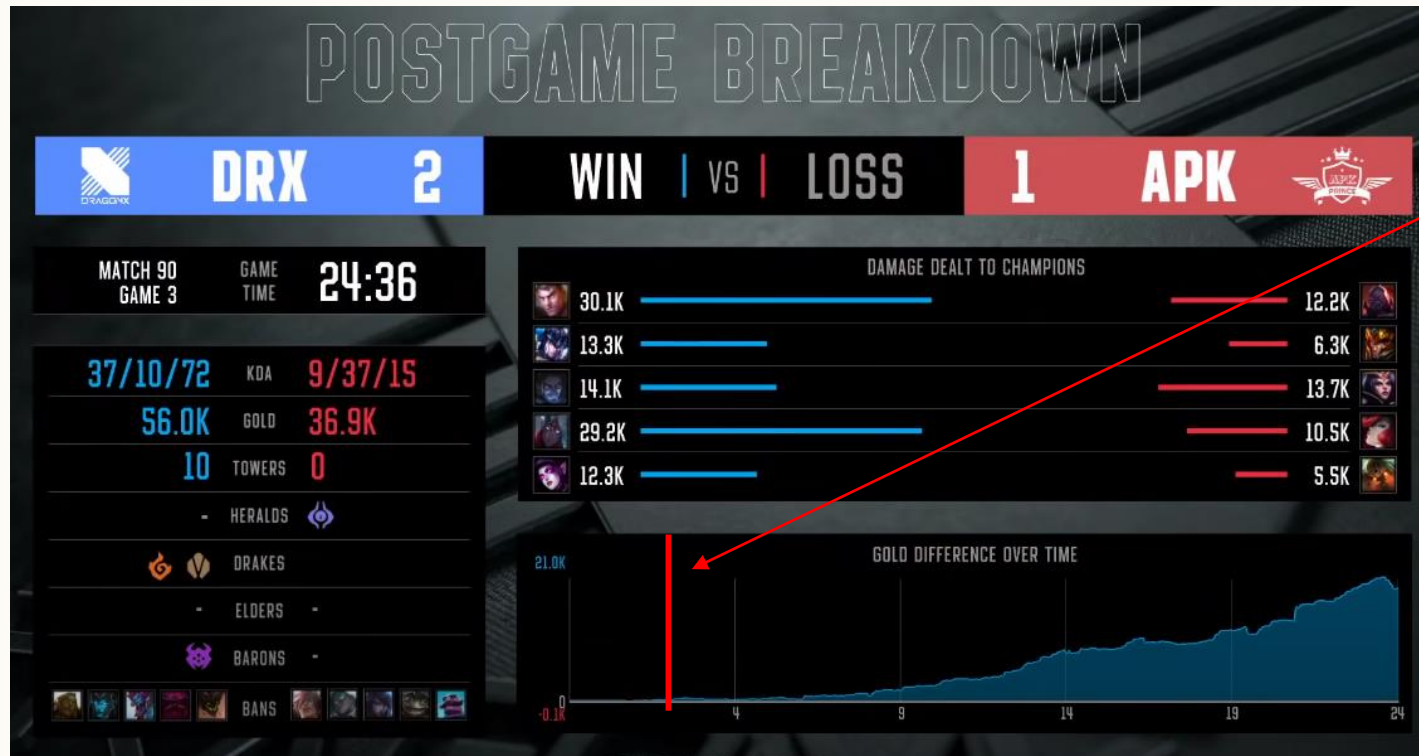 POSTGAME BREAKDOWN
DRAGONX DRX 2 WIN VS LOSS 1 APK APK PRINCE
MATCH 90
GAME 3
GAME
TIME
24:36
37/10/72 KDA 9/37/15
56.0K GOLD 36.9K
10 TOWERS 0
- HERALDS
DRAKES
- ELDERS -
BARONS -
BANS
DAMAGE DEALT TO CHAMPIONS
30.1K 12.2K
13.3K 6.3K
14.1K 13.7K
29.2K 10.5K
12.3K 5.5K
GOLD DIFFERENCE OVER TIME
21.0K
0
-0.1K
4 9 14 19 24